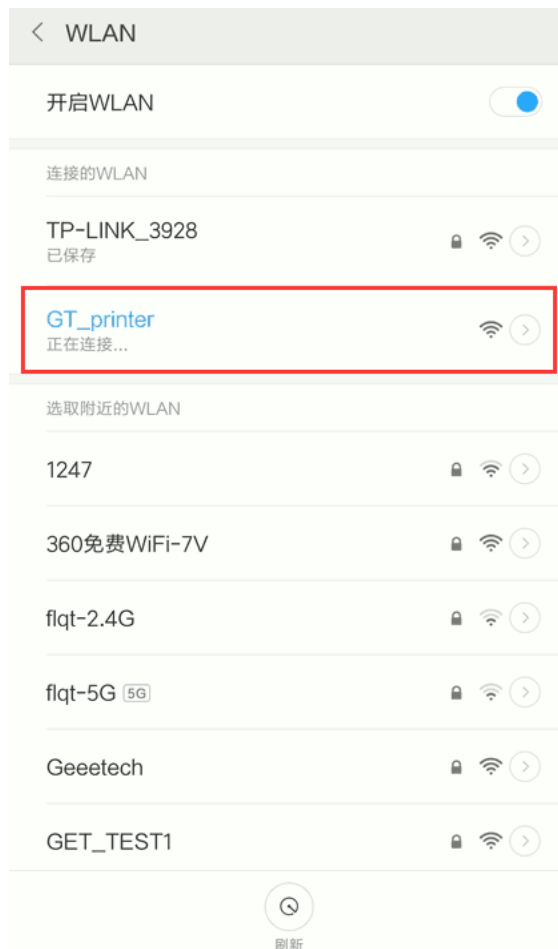 WLAN
开启WLAN
连接的WLAN
TP-LINK_3928
已保存
GT_printer
正在连接...
选取附近的WLAN
1247
360免费WiFi-7V
flqt-2.4G
flqt-5G 5G
Geeetech
GET_TEST1
刷新